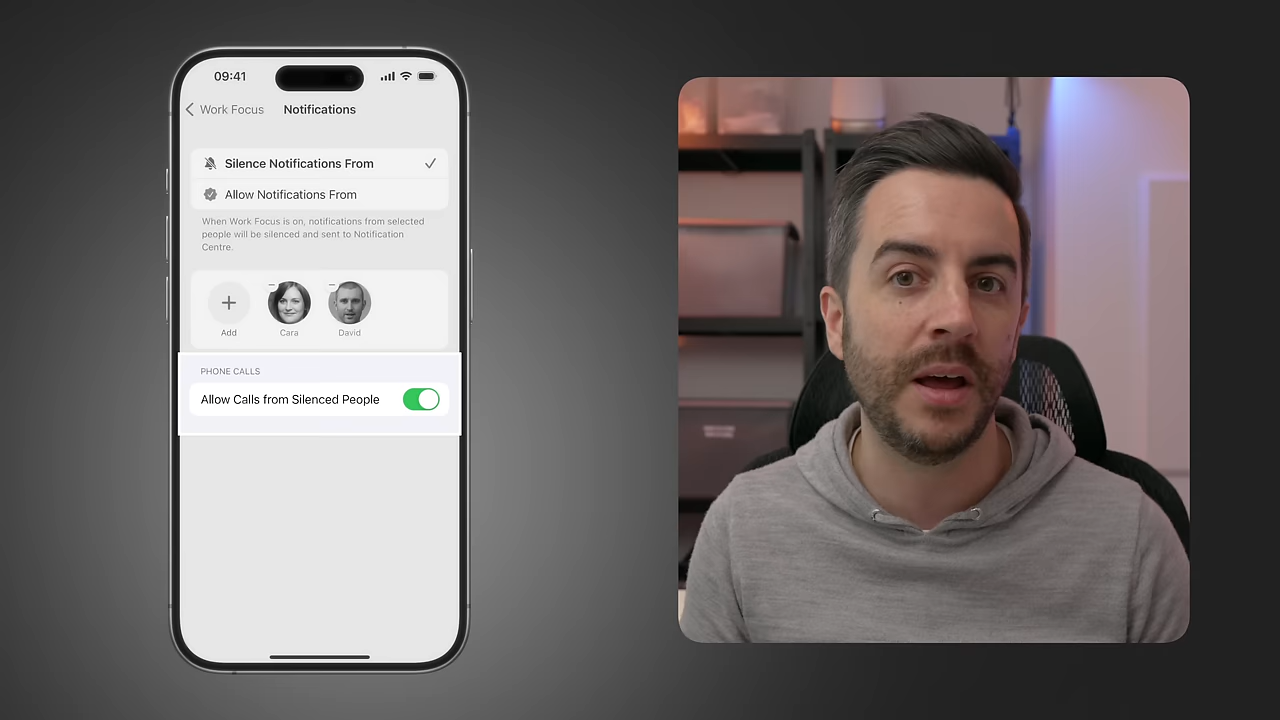 09:41
Work Focus
Notifications
Silence Notifications From
Allow Notifications From
When Work Focus is on, notifications from selected
people will be silenced and sent to Notification
Centre.
Add
Cara
David
PHONE CALLS
Allow Calls from Silenced People